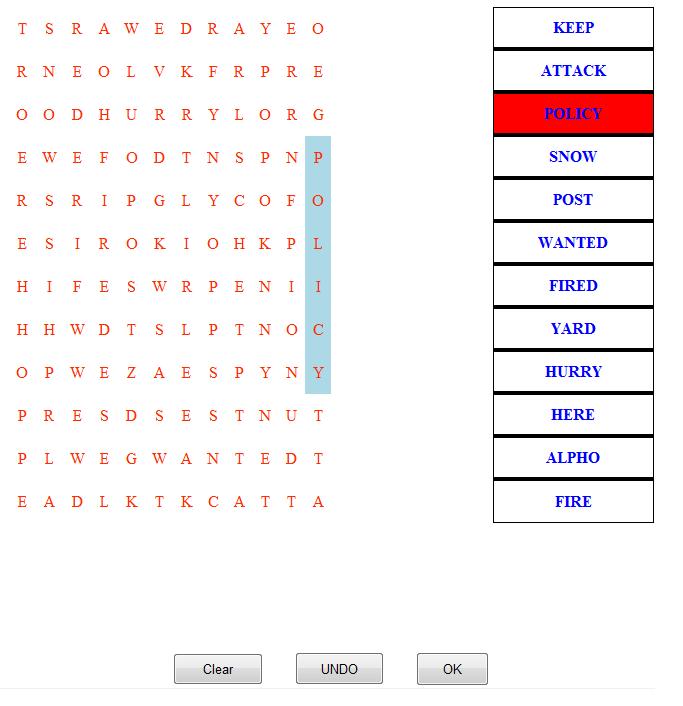 T S R A W E D R A Y E O
R N E O L V K F R P R E
O O D H U R R Y L O R G
E W E F O D T N S P N P
R S R I P G L Y C O F O
E S I R O K I O H K P L
H I F E S W R P E N I I
H H W D T S L P T N O C
O P W E Z A E S P Y N Y
P R E S D S E S T N U T
P L W E G W A N T E D T
E A D L K T K C A T T A
KEEP
ATTACK
POLICY
SNOW
POST
WANTED
FIRED
YARD
HURRY
HERE
ALPHO
FIRE
Clear UNDO OK